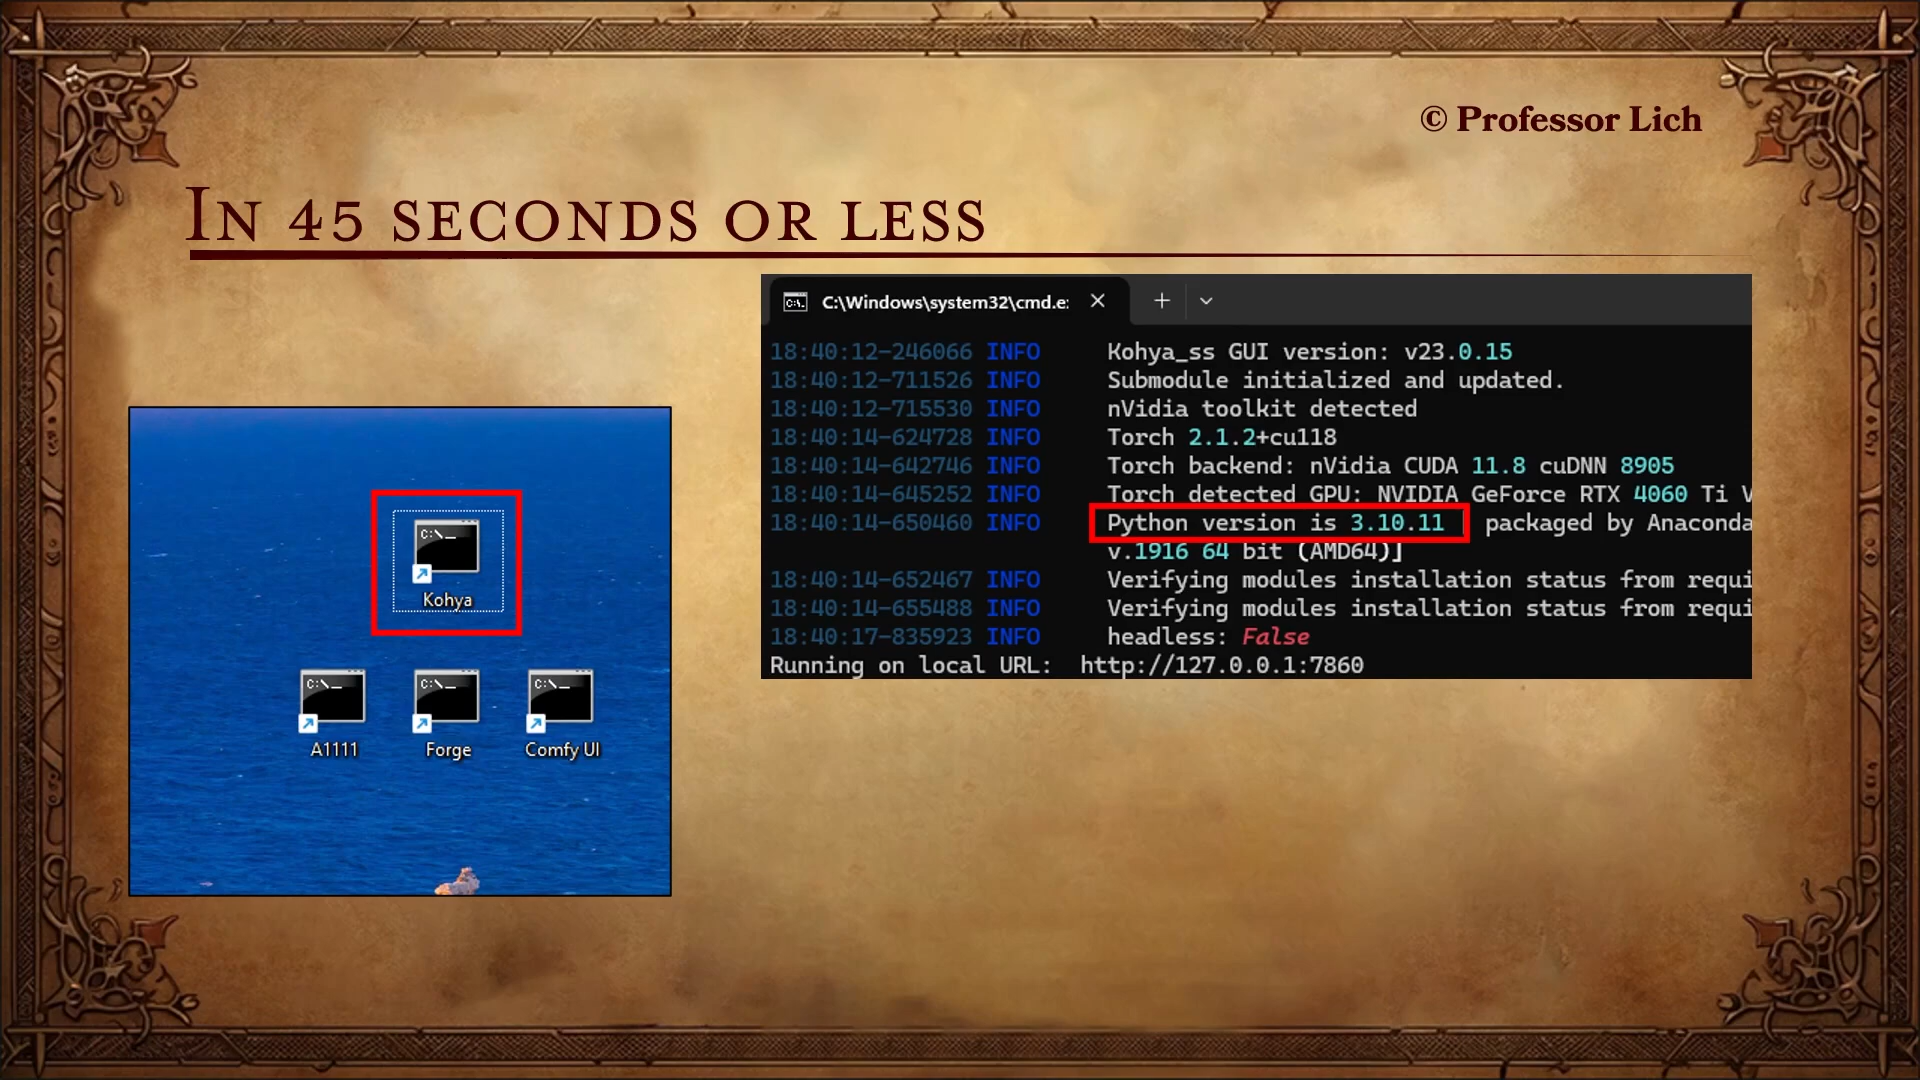 © Professor Lich
In 45 seconds or less
C:\Windows\system32\cmd.e
18:40:12-246066 INFO Kohya_ss GUI version: v23.0.15
18:40:12-711526 INFO Submodule initialized and updated.
18:40:12-715530 INFO nVidia toolkit detected
18:40:14-624728 INFO Torch 2.1.2+cu118
18:40:14-642746 INFO Torch backend: nVidia CUDA 11.8 cuDNN 8905
18:40:14-645252 INFO Torch detected GPU: NVIDIA GeForce RTX 4060 Ti V
18:40:14-650460 INFO Python version is 3.10.11 packaged by Anaconda
v.1916 64 bit (AMD64)]
18:40:14-652467 INFO Verifying modules installation status from requi
18:40:14-655488 INFO Verifying modules installation status from requi
18:40:17-835923 INFO headless: False
Running on local URL: http://127.0.0.1:7860
C:\_
Kohya
C:\_ C:\_ C:\_
A1111 Forge Comfy UI